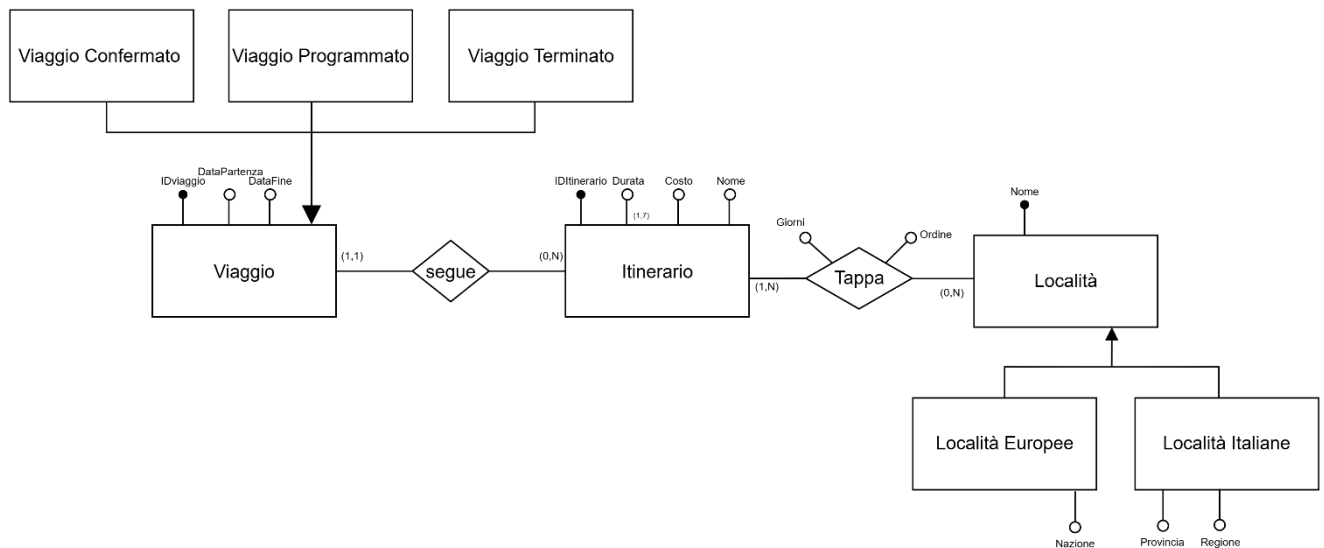 Viaggio Confermato
Viaggio Programmato
Viaggio Terminato
IDviaggio
DataPartenza
DataFine
IDItinerario
Durata
Costo
Nome
(1,7)
Viaggio
(1,1)
segue
(0,N)
Itinerario
(1,N)
Giorni
Ordine
Tappa
(0,N)
Nome
Località
Località Europee
Località Italiane
Nazione
Provincia
Regione